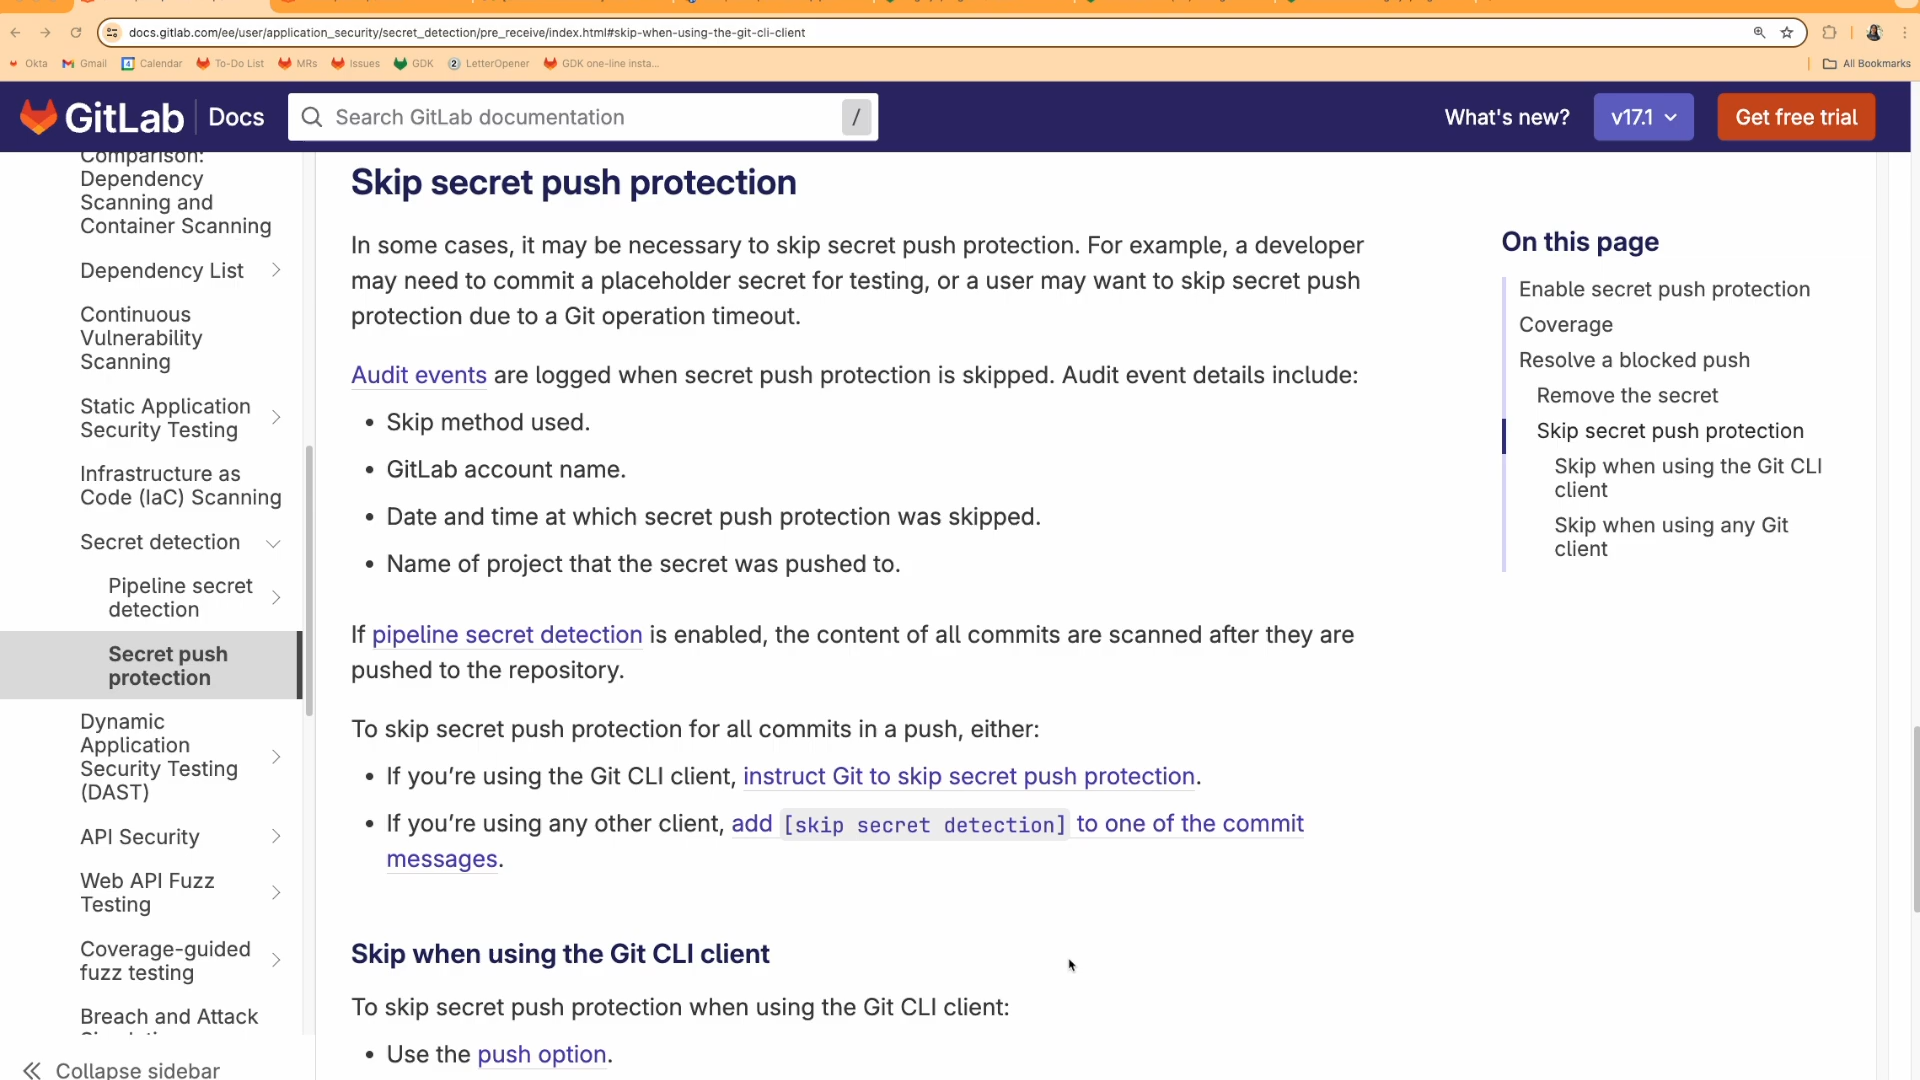 docs.gitlab.com/ee/user/application_security/secret_detection/pre_receive/index.html#skip-when-using-the-git-cli-client
Okta
Gmail
Calendar
To-Do List
MRs
Issues
GDK
LetterOpener
GDK one-line insta...
All Bookmarks
GitLab
Docs
Search GitLab documentation
/
What's new?
v17.1
Get free trial
Comparison:
Dependency
Scanning and
Container Scanning
Dependency List
Continuous
Vulnerability
Scanning
Static Application
Security Testing
Infrastructure as
Code (IaC) Scanning
Secret detection
Pipeline secret
detection
Secret push
protection
Dynamic
Application
Security Testing
(DAST)
API Security
Web API Fuzz
Testing
Coverage-guided
fuzz testing
Breach and Attack
Collapse sidebar
Skip secret push protection
In some cases, it may be necessary to skip secret push protection. For example, a developer
may need to commit a placeholder secret for testing, or a user may want to skip secret push
protection due to a Git operation timeout.
Audit events are logged when secret push protection is skipped. Audit event details include:
• Skip method used.
• GitLab account name.
• Date and time at which secret push protection was skipped.
• Name of project that the secret was pushed to.
If pipeline secret detection is enabled, the content of all commits are scanned after they are
pushed to the repository.
To skip secret push protection for all commits in a push, either:
• If you’re using the Git CLI client, instruct Git to skip secret push protection.
• If you’re using any other client, add [skip secret detection] to one of the commit
messages.
Skip when using the Git CLI client
To skip secret push protection when using the Git CLI client:
• Use the push option.
On this page
Enable secret push protection
Coverage
Resolve a blocked push
Remove the secret
Skip secret push protection
Skip when using the Git CLI
client
Skip when using any Git
client